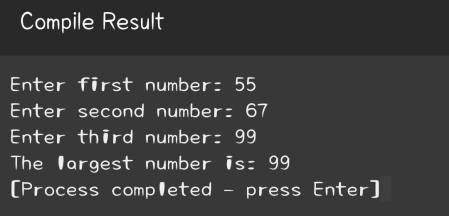 Compile Result
Enter first number: 55
Enter second number: 67
Enter third number: 99
The largest number is: 99
[Process completed - press Enter]